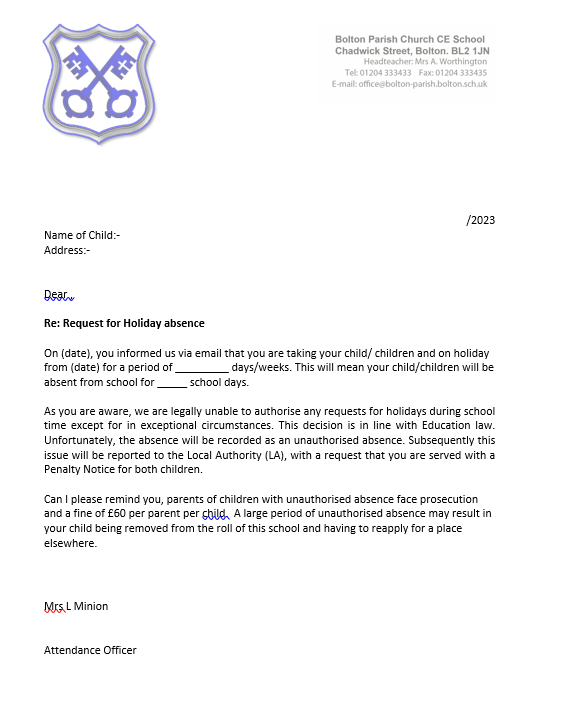 Bolton Parish Church CE School
Chadwick Street, Bolton. BL2 1JN
Headteacher: Mrs A. Worthington
Tel: 01204 333433 Fax: 01204 333435
E-mail: office@bolton-parish.bolton.sch.uk
/2023
Name of Child:-
Address:-
Dear.,
Re: Request for Holiday absence
On (date), you informed us via email that you are taking your child/ children and on holiday
from (date) for a period of _________ days/weeks. This will mean your child/children will be
absent from school for _____ school days.
As you are aware, we are legally unable to authorise any requests for holidays during school
time except for in exceptional circumstances. This decision is in line with Education law.
Unfortunately, the absence will be recorded as an unauthorised absence. Subsequently this
issue will be reported to the Local Authority (LA), with a request that you are served with a
Penalty Notice for both children.
Can I please remind you, parents of children with unauthorised absence face prosecution
and a fine of £60 per parent per child. A large period of unauthorised absence may result in
your child being removed from the roll of this school and having to reapply for a place
elsewhere.
Mrs L Minion
Attendance Officer